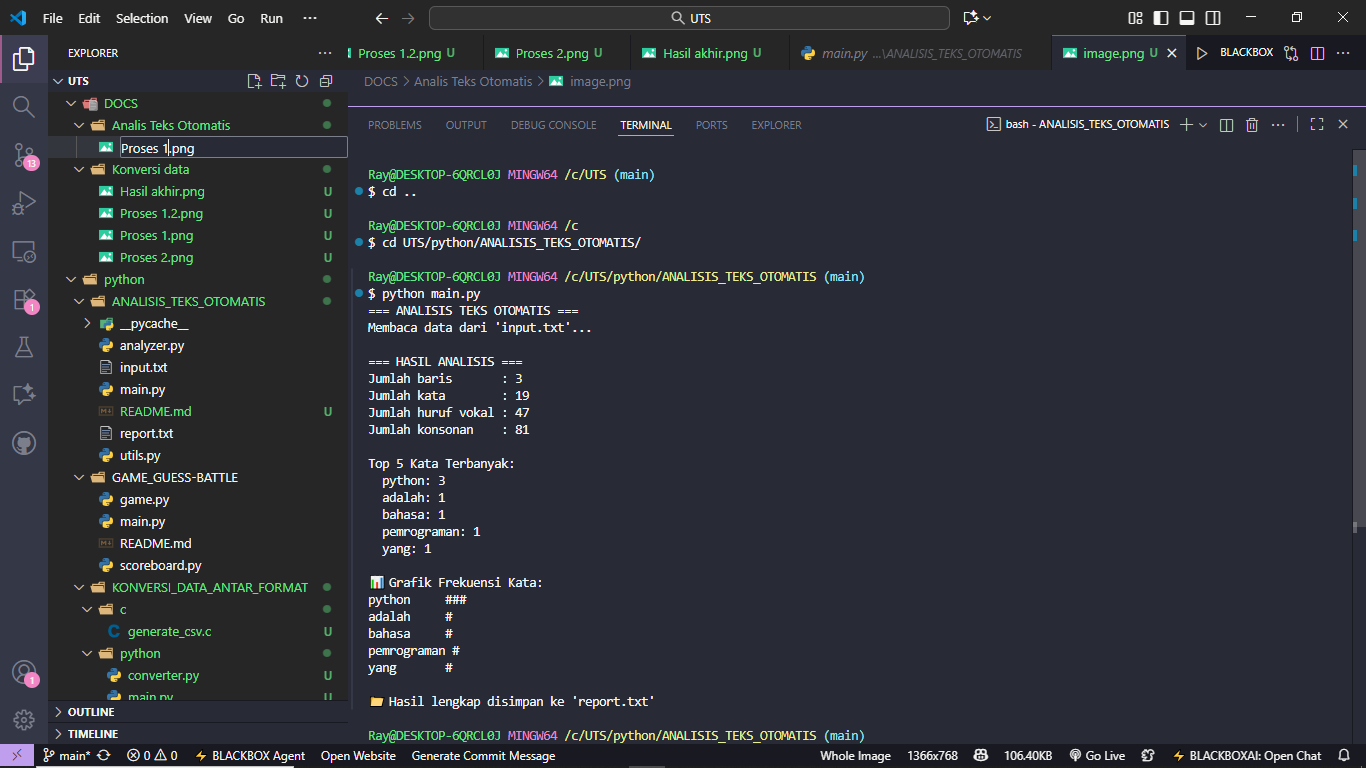 File Edit Selection View Go Run ··· UTS
EXPLORER ···
Proses 1.2.png U Proses 2.png U Hasil akhir.png U main.py ...\ANALISIS_TEKS_OTOMATIS image.png U BLACKBOX ···
UTS
DOCS > Analis Teks Otomatis > image.png
DOCS
Analis Teks Otomatis
Proses 1.png
Konversi data
Hasil akhir.png U
Proses 1.2.png U
Proses 1.png U
Proses 2.png U
python
ANALISIS_TEKS_OTOMATIS
__pycache__
analyzer.py
input.txt
main.py
README.md U
report.txt
utils.py
GAME_GUESS-BATTLE
game.py
main.py
README.md
scoreboard.py
KONVERSI_DATA_ANTAR_FORMAT
c
generate_csv.c U
python
converter.py U
main.py U
OUTLINE
TIMELINE
13
1
1
PROBLEMS OUTPUT DEBUG CONSOLE TERMINAL PORTS EXPLORER bash - ANALISIS_TEKS_OTOMATIS
Ray@DESKTOP-6QRCL0J MINGW64 /c/UTS (main)
$ cd ..
Ray@DESKTOP-6QRCL0J MINGW64 /c
$ cd UTS/python/ANALISIS_TEKS_OTOMATIS/
Ray@DESKTOP-6QRCL0J MINGW64 /c/UTS/python/ANALISIS_TEKS_OTOMATIS (main)
$ python main.py
=== ANALISIS TEKS OTOMATIS ===
Membaca data dari 'input.txt'...
=== HASIL ANALISIS ===
Jumlah baris : 3
Jumlah kata : 19
Jumlah huruf vokal : 47
Jumlah konsonan : 81
Top 5 Kata Terbanyak:
python: 3
adalah: 1
bahasa: 1
pemrograman: 1
yang: 1
📊 Grafik Frekuensi Kata:
python ###
adalah #
bahasa #
pemrograman #
yang #
📁 Hasil lengkap disimpan ke 'report.txt'
Ray@DESKTOP-6QRCL0J MINGW64 /c/UTS/python/ANALISIS_TEKS_OTOMATIS (main)
main* 0 0 BLACKBOX Agent Open Website Generate Commit Message Whole Image 1366x768 106.40KB Go Live BLACKBOXAI: Open Chat